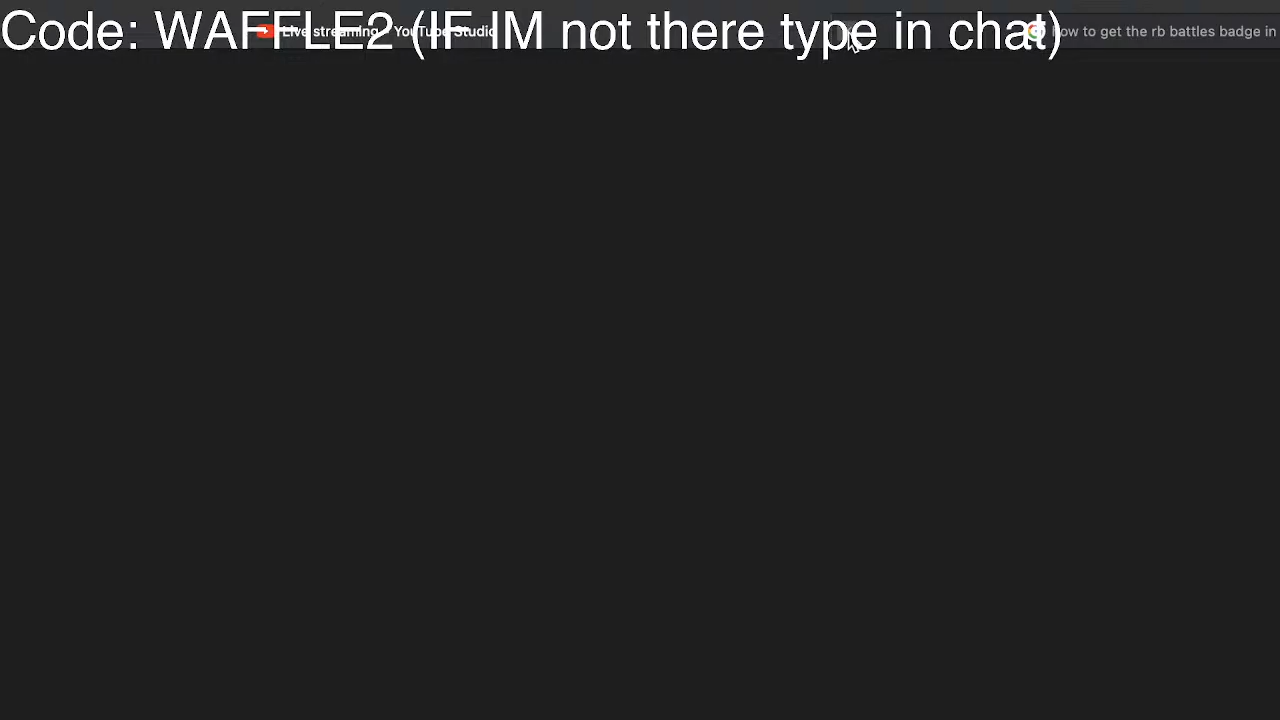 Code: WAFFLE2 (IF IM not there type in chat)
Live streaming - YouTube Studio
how to get the rb battles badge in